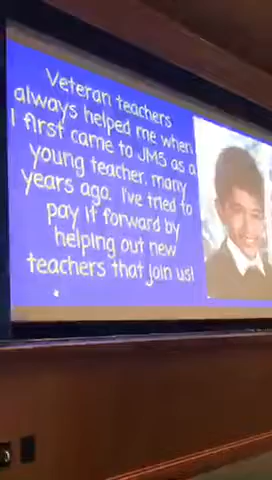 Veteran teachers
always helped me when
I first came to JMS as a
young teacher, many
years ago. I've tried to
pay it forward by
helping out new
teachers that join us!